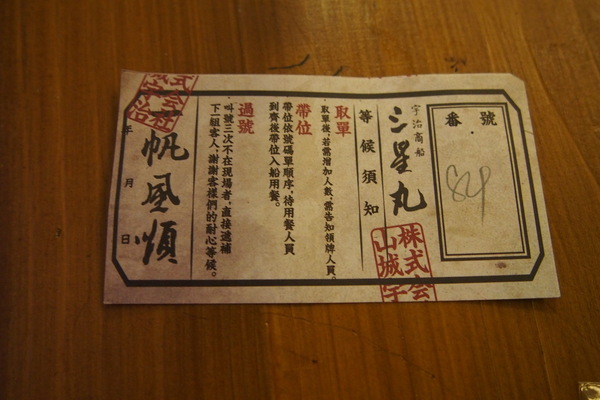 番號
84
宇治商船
三星丸
等候須知
取單
取單後，若需增加人數，需告知領牌人員。
帶位
帶位依號碼單順序，待用餐人員
到齊後帶位入船用餐。
過號
叫號三次不在現場者，直接遞補
下一組客人，謝謝客樣們的耐心等候。
一帆風順
年 月 日
株式会
山城宇